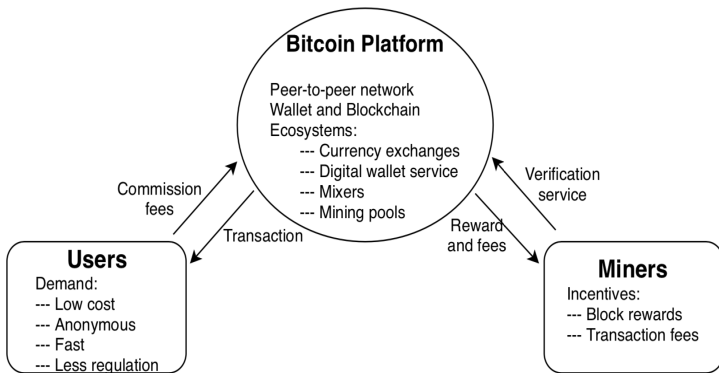 Bitcoin Platform
Peer-to-peer network
Wallet and Blockchain
Ecosystems:
--- Currency exchanges
--- Digital wallet service
--- Mixers
--- Mining pools
Commission
fees
Transaction
Verification
service
Reward
and fees
Users
Demand:
--- Low cost
--- Anonymous
--- Fast
--- Less regulation
Miners
Incentives:
--- Block rewards
--- Transaction fees